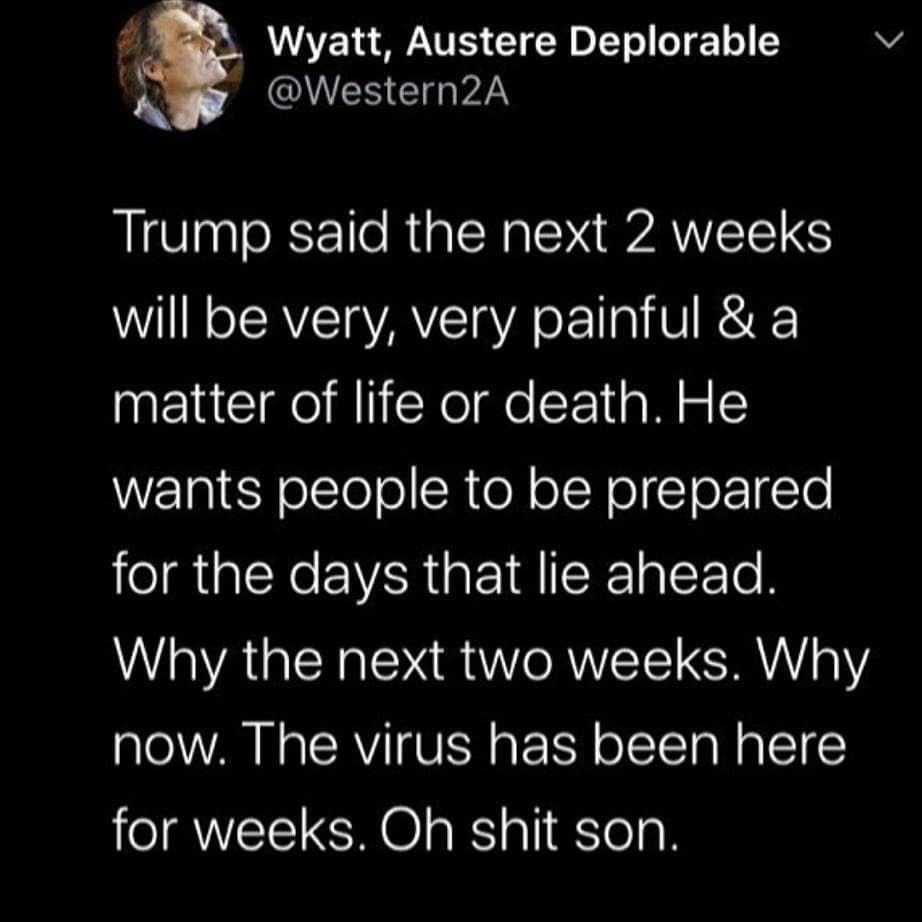 Wyatt, Austere Deplorable
@Western2A
Trump said the next 2 weeks
will be very, very painful & a
matter of life or death. He
wants people to be prepared
for the days that lie ahead.
Why the next two weeks. Why
now. The virus has been here
for weeks. Oh shit son.